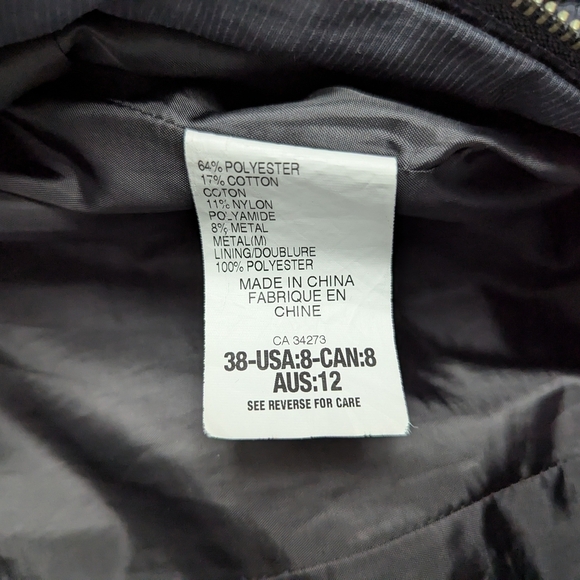 64% POLYESTER
17% COTTON
COTON
11% NYLON
POLYAMIDE
8% METAL
METAL(M)
LINING/DOUBLURE
100% POLYESTER
MADE IN CHINA
FABRIQUE EN
CHINE
CA 34273
38-USA:8-CAN:8
AUS:12
SEE REVERSE FOR CARE